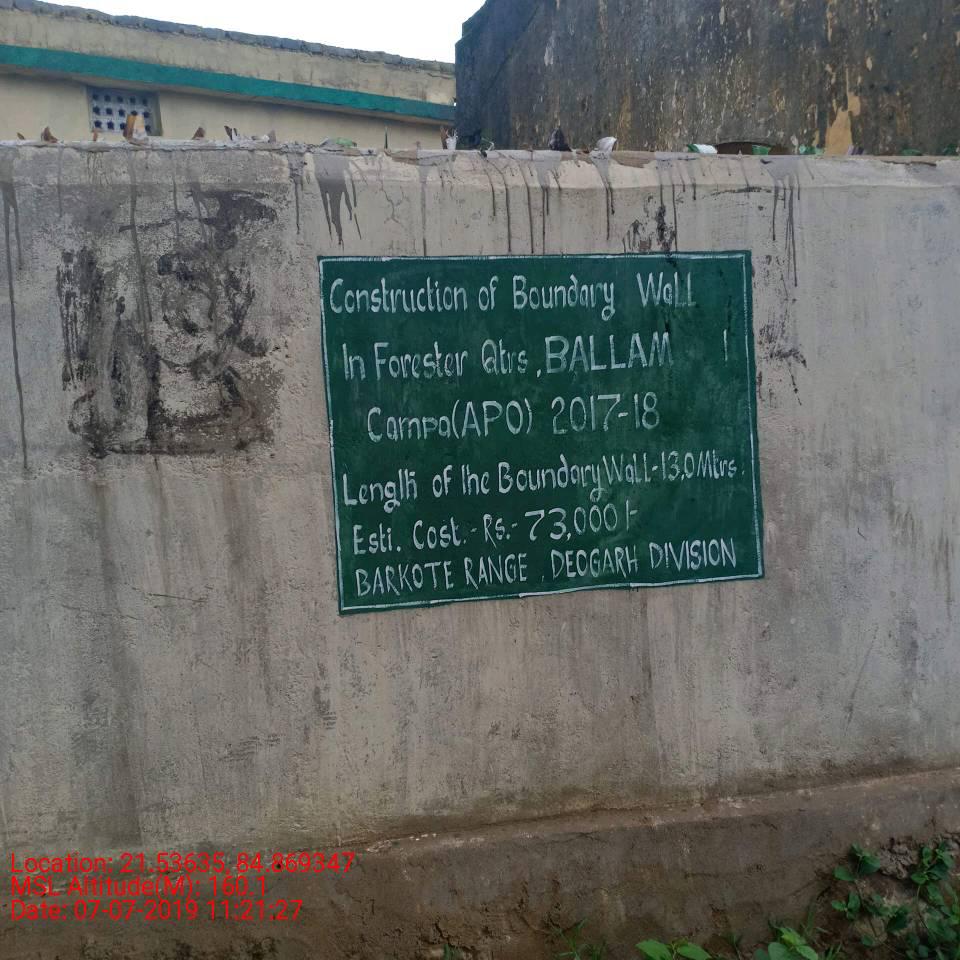 Construction of Boundary Wall
In Forester Qtrs, BALLAM
Campa(APO) 2017-18
Length of the Boundary Wall-13.0Mtrs.
Esti. Cost.-Rs.-73,000/-
BARKOTE RANGE, DEOGARH DIVISION
Location: 21.53635, 84.869347
MSL Altitude(M): 160.1
Date: 07-07-2019 11:21:27